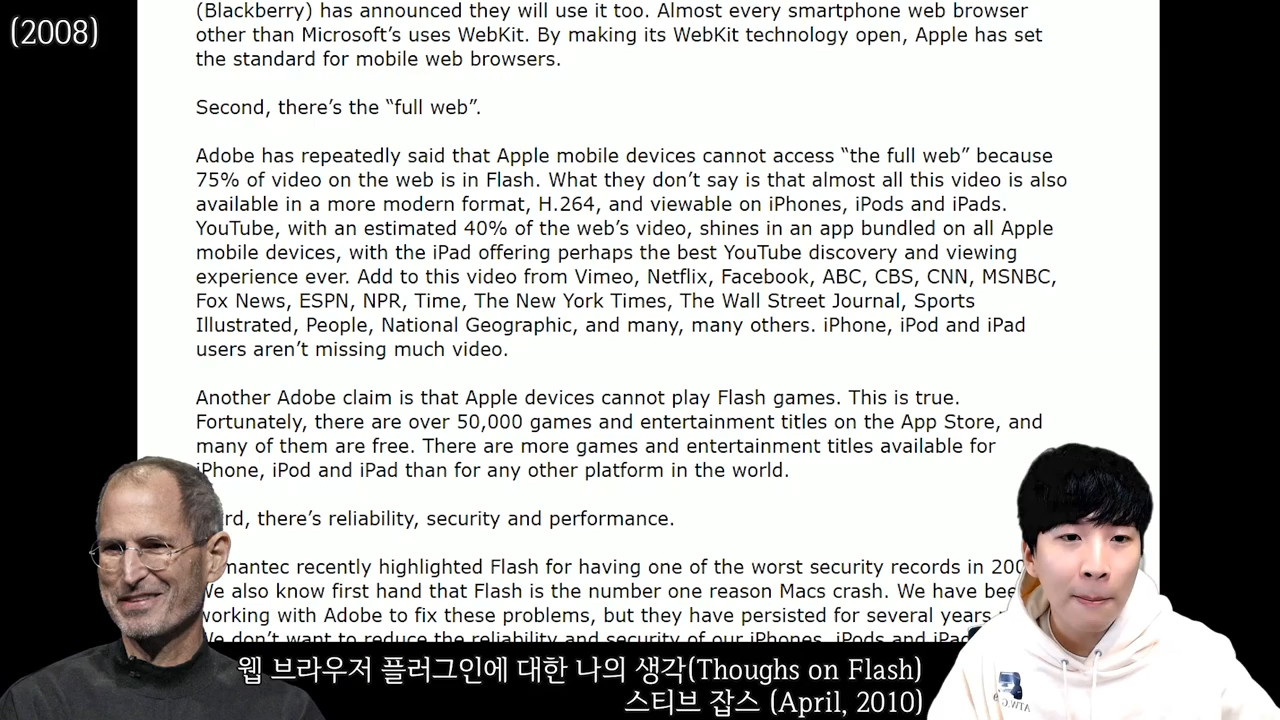 (2008)
(Blackberry) has announced they will use it too. Almost every smartphone web browser
other than Microsoft’s uses WebKit. By making its WebKit technology open, Apple has set
the standard for mobile web browsers.
Second, there’s the “full web”.
Adobe has repeatedly said that Apple mobile devices cannot access “the full web” because
75% of video on the web is in Flash. What they don’t say is that almost all this video is also
available in a more modern format, H.264, and viewable on iPhones, iPods and iPads.
YouTube, with an estimated 40% of the web’s video, shines in an app bundled on all Apple
mobile devices, with the iPad offering perhaps the best YouTube discovery and viewing
experience ever. Add to this video from Vimeo, Netflix, Facebook, ABC, CBS, CNN, MSNBC,
Fox News, ESPN, NPR, Time, The New York Times, The Wall Street Journal, Sports
Illustrated, People, National Geographic, and many, many others. iPhone, iPod and iPad
users aren’t missing much video.
Another Adobe claim is that Apple devices cannot play Flash games. This is true.
Fortunately, there are over 50,000 games and entertainment titles on the App Store, and
many of them are free. There are more games and entertainment titles available for
iPhone, iPod and iPad than for any other platform in the world.
rd, there’s reliability, security and performance.
mantec recently highlighted Flash for having one of the worst security records in 200
We also know first hand that Flash is the number one reason Macs crash. We have bee
working with Adobe to fix these problems, but they have persisted for several years
We don’t want to reduce the reliability and security of our iPhones, iPods and iPad
웹 브라우저 플러그인에 대한 나의 생각(Thoughs on Flash)
스티브 잡스 (April, 2010)